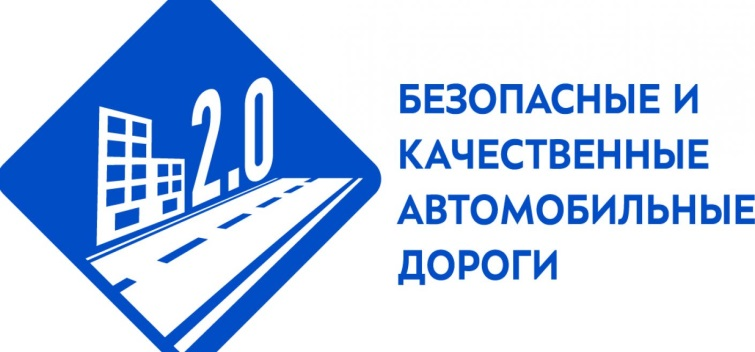 2.0
БЕЗОПАСНЫЕ И
КАЧЕСТВЕННЫЕ
АВТОМОБИЛЬНЫЕ
ДОРОГИ